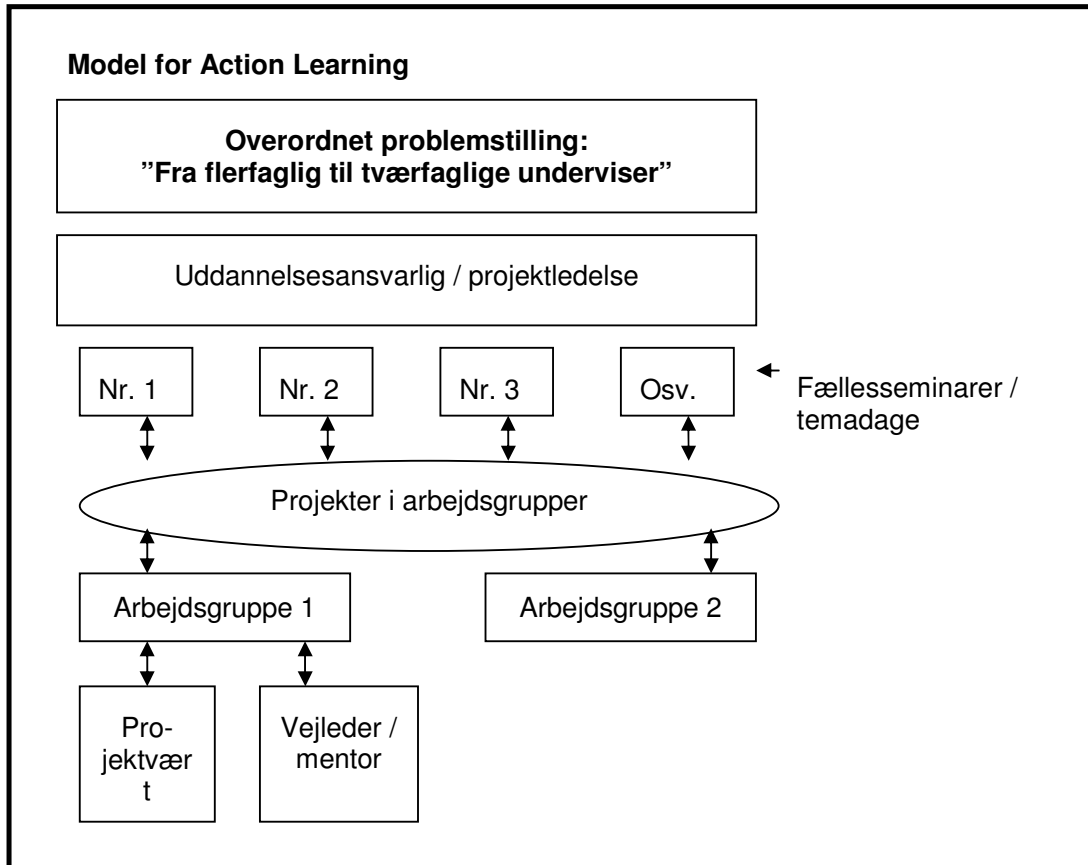 Model for Action Learning
Overordnet problemstilling:
”Fra flerfaglig til tværfaglige underviser”
Uddannelsesansvarlig / projektledelse
Nr. 1
Nr. 2
Nr. 3
Osv.
Fællesseminarer /
temadage
Projekter i arbejdsgrupper
Arbejdsgruppe 1
Arbejdsgruppe 2
Pro-
jektvær
t
Vejleder /
mentor